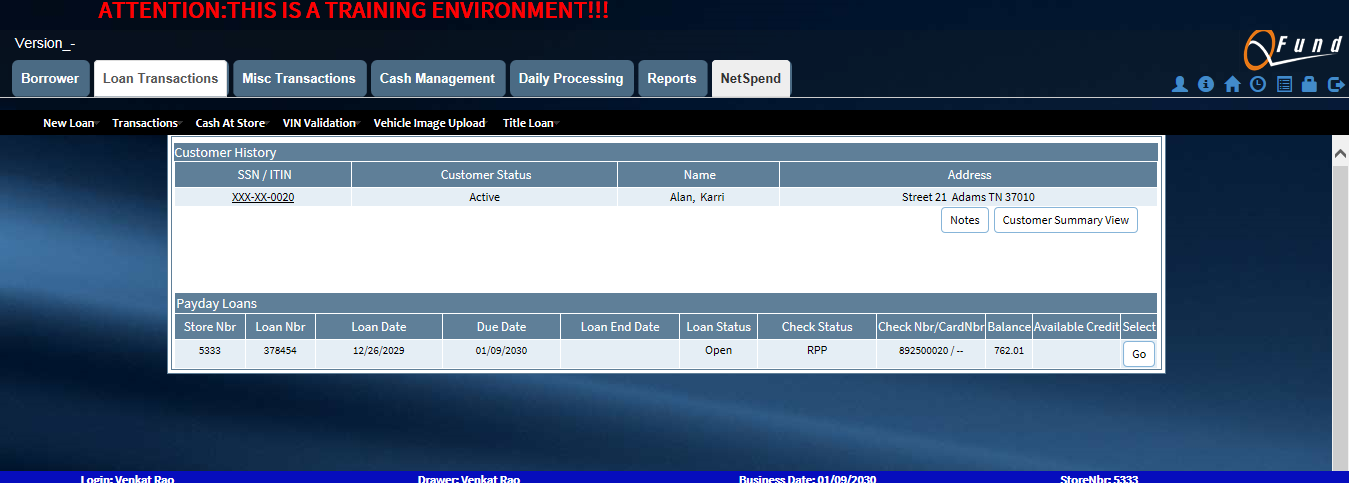 ATTENTION:THIS IS A TRAINING ENVIRONMENT!!!
Version_-
QFund
Borrower Loan Transactions Misc Transactions Cash Management Daily Processing Reports NetSpend
New Loan Transactions Cash At Store VIN Validation Vehicle Image Upload Title Loan
Customer History
SSN / ITIN Customer Status Name Address
XXX-XX-0020 Active Alan, Karri Street 21 Adams TN 37010
Notes Customer Summary View
Payday Loans
Store Nbr Loan Nbr Loan Date Due Date Loan End Date Loan Status Check Status Check Nbr/CardNbr Balance Available Credit Select
5333 378454 12/26/2029 01/09/2030 Open RPP 892500020 / -- 762.01 Go
Login: Venkat Rao Drawer: Venkat Rao Business Date: 01/09/2030 StoreNbr: 5333